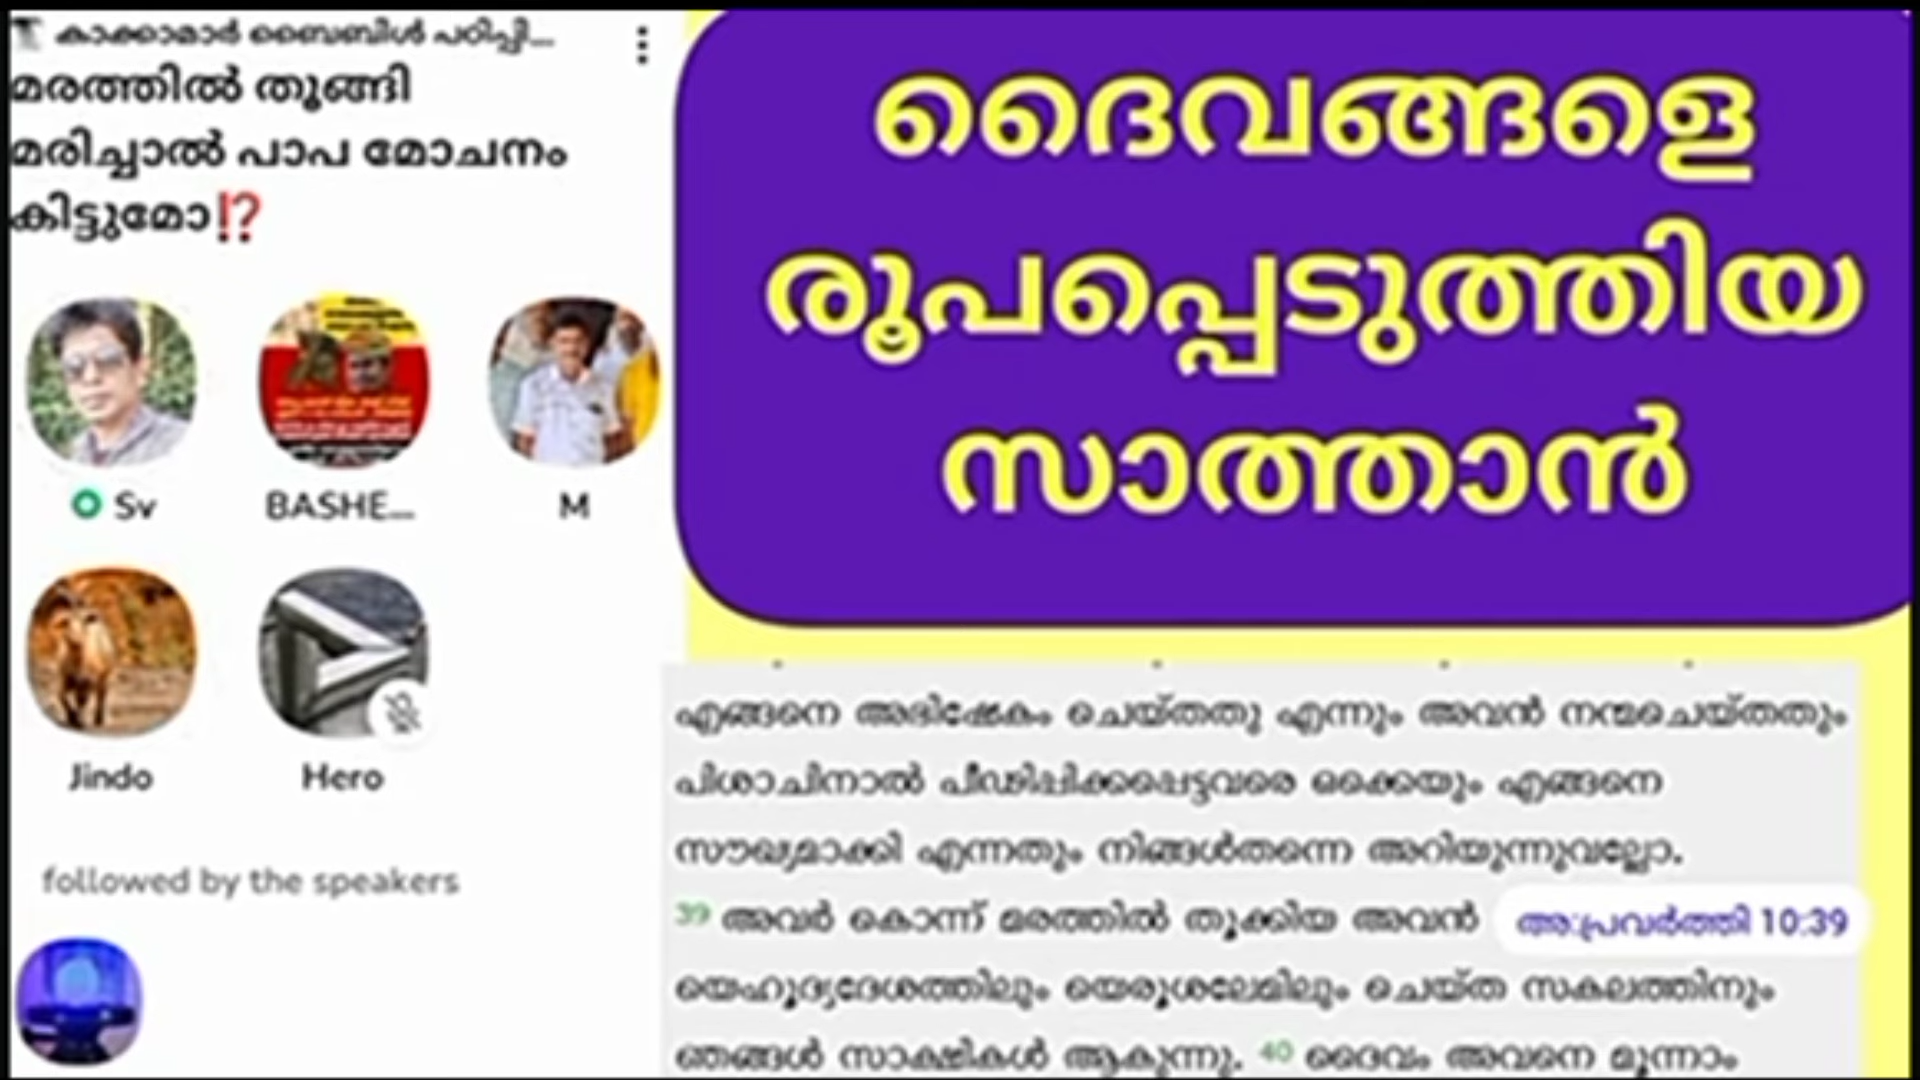 കാക്കാമാർ ബൈബിൾ പഠിപ്പി...
മരത്തിൽ തൂങ്ങി
മരിച്ചാൽ പാപ മോചനം
കിട്ടുമോ⁉️
Sv
BASHE...
M
Jindo
Hero
followed by the speakers
ദൈവങ്ങളെ
രൂപപ്പെടുത്തിയ
സാത്താൻ
എങ്ങനെ അഭിഷേകം ചെയ്തതു എന്നും അവൻ നന്മചെയ്തതും
പിശാചിനാൽ പീഢിപ്പിക്കപ്പെട്ടവരെ ഒക്കെയും എങ്ങനെ
സൗഖ്യമാക്കി എന്നതും നിങ്ങൾതന്നെ അറിയുന്നുവല്ലോ.
39 അവർ കൊന്ന് മരത്തിൽ തൂക്കിയ അവൻ അ:പ്രവർത്തി 10:39
യെഹൂദ്യദേശത്തിലും യെരൂശലേമിലും ചെയ്ത സകലത്തിനും
ഞങ്ങൾ സാക്ഷികൾ ആകുന്നു. 40 ദൈവം അവനെ മൂന്നാം